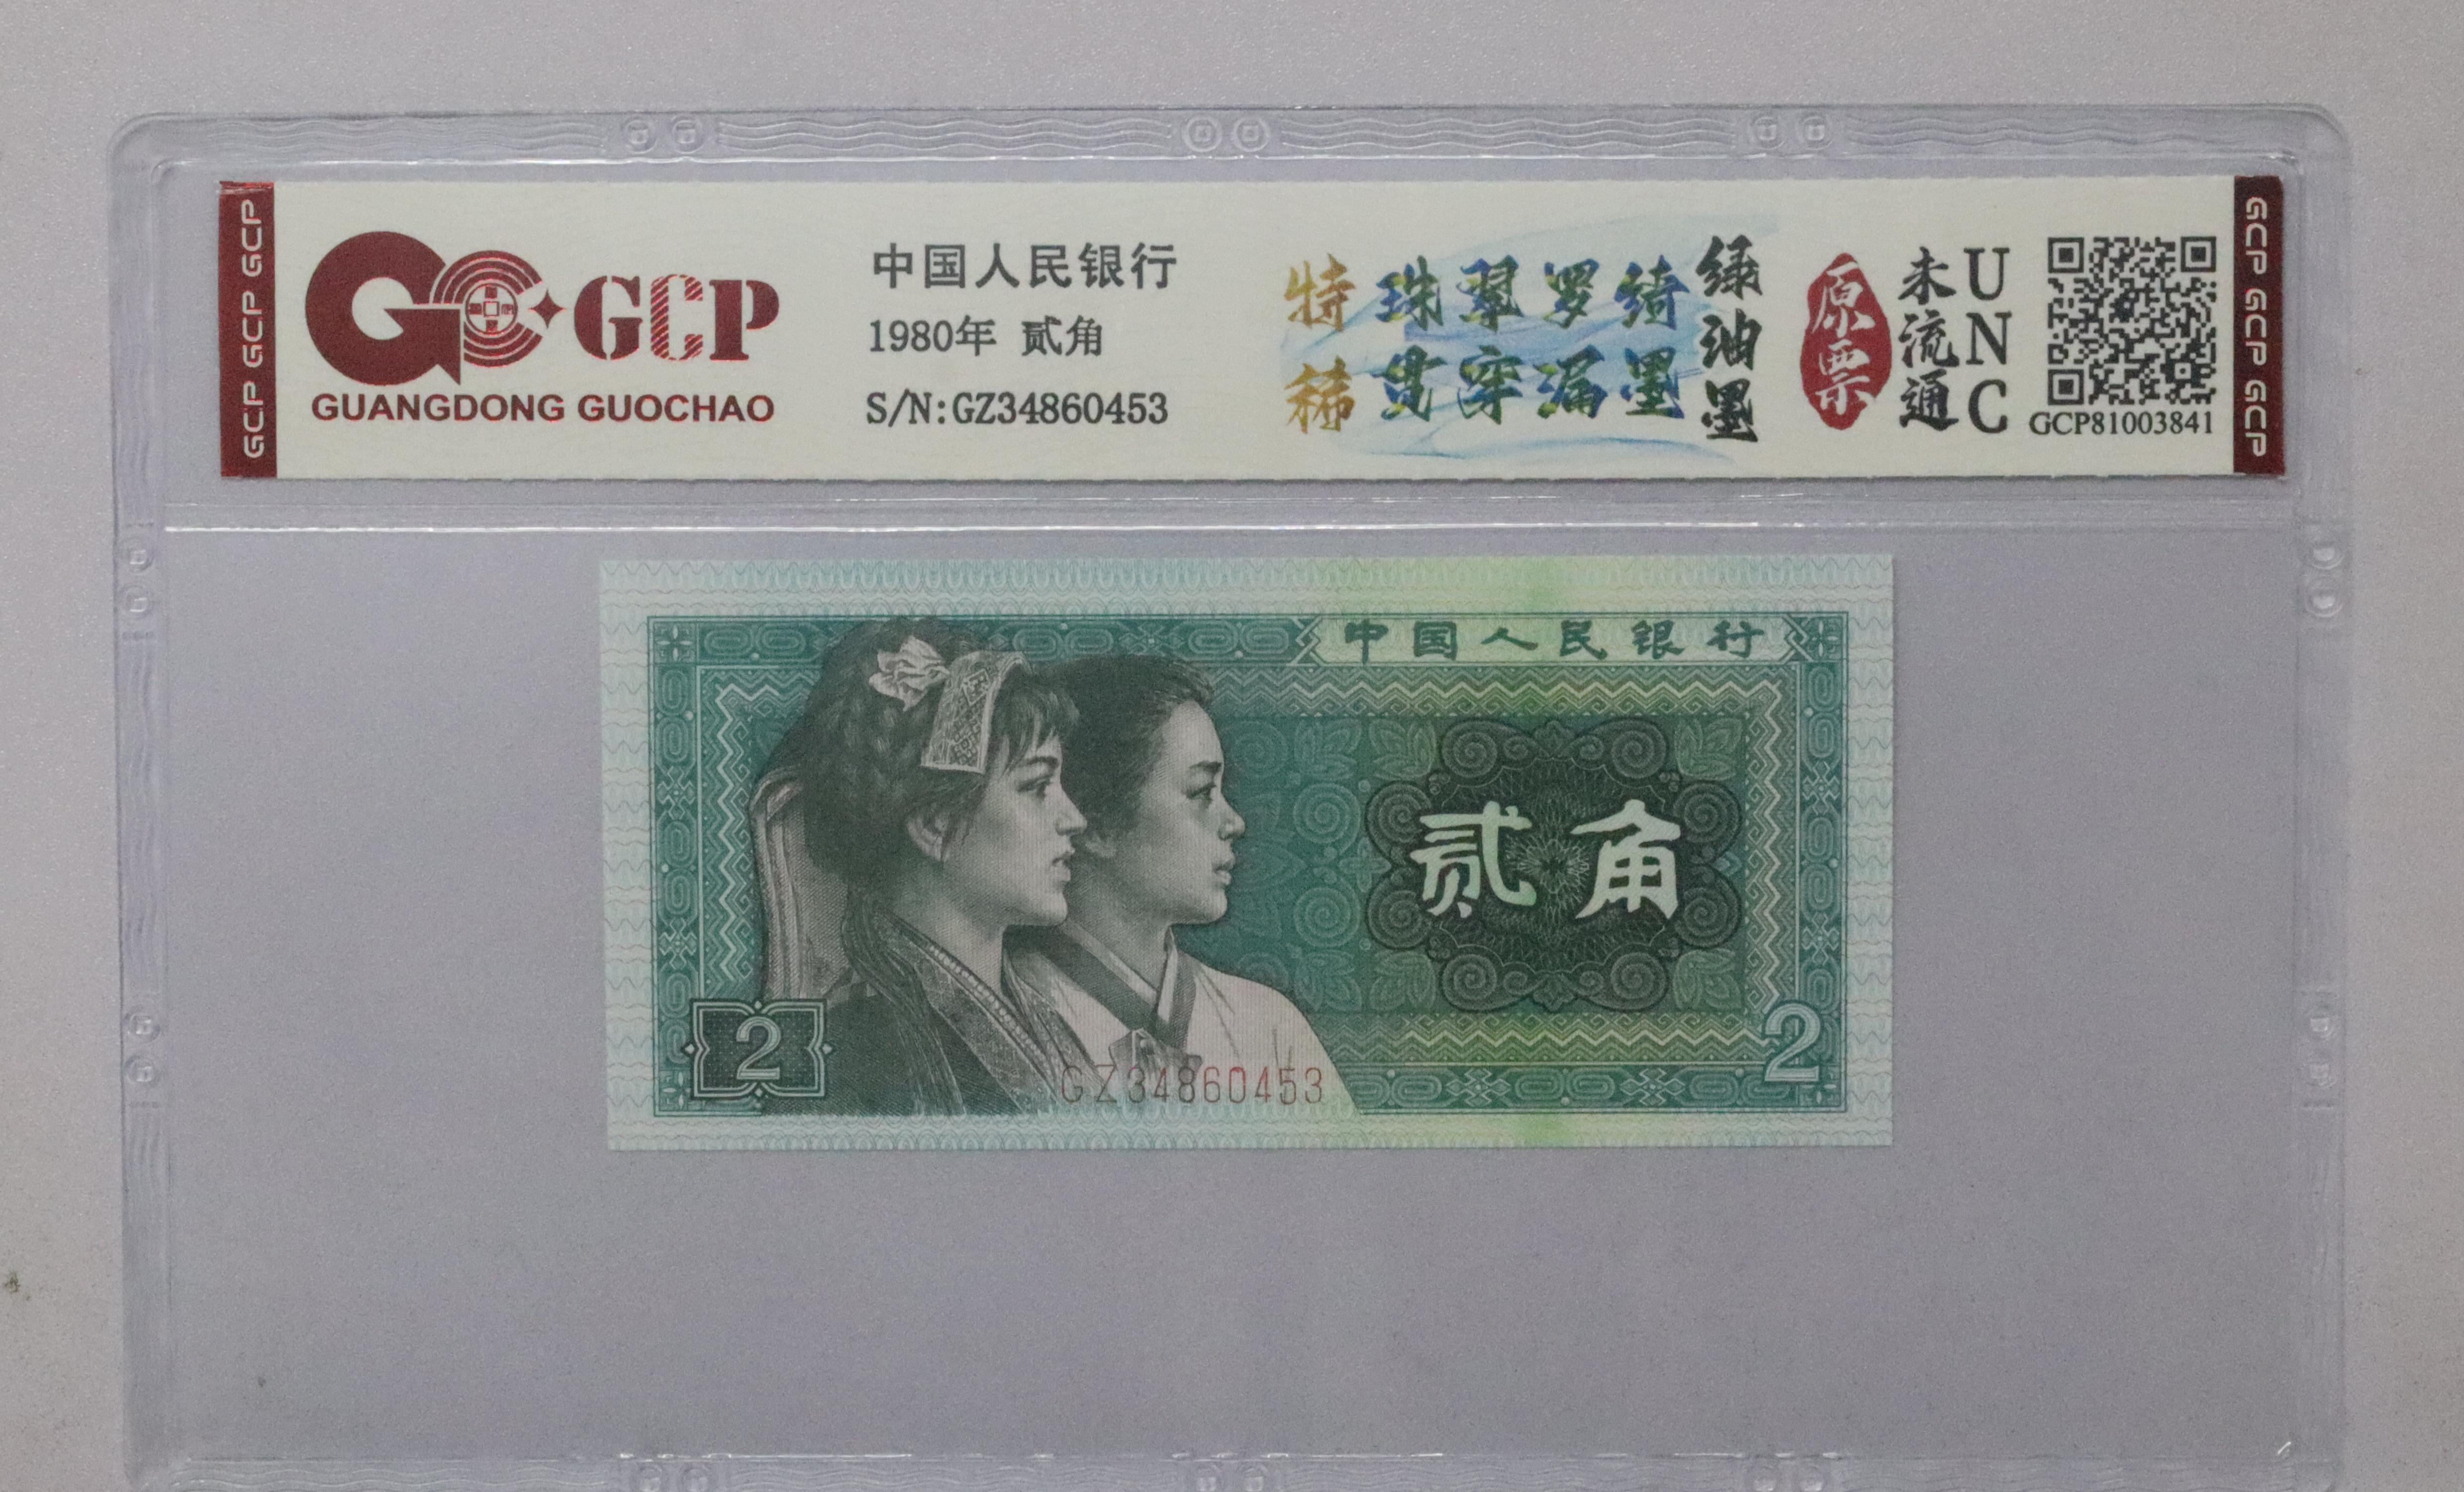 GCP GCP GCP
GCP
GUANGDONG GUOCHAO
中国人民银行
1980年 贰角
S/N:GZ34860453
特稀
珠翠罗绮
贯穿漏墨
绿油墨
原票
未流通
UNC
GCP81003841
GCP GCP GCP
中国人民银行
贰角
2
GZ34860453
2